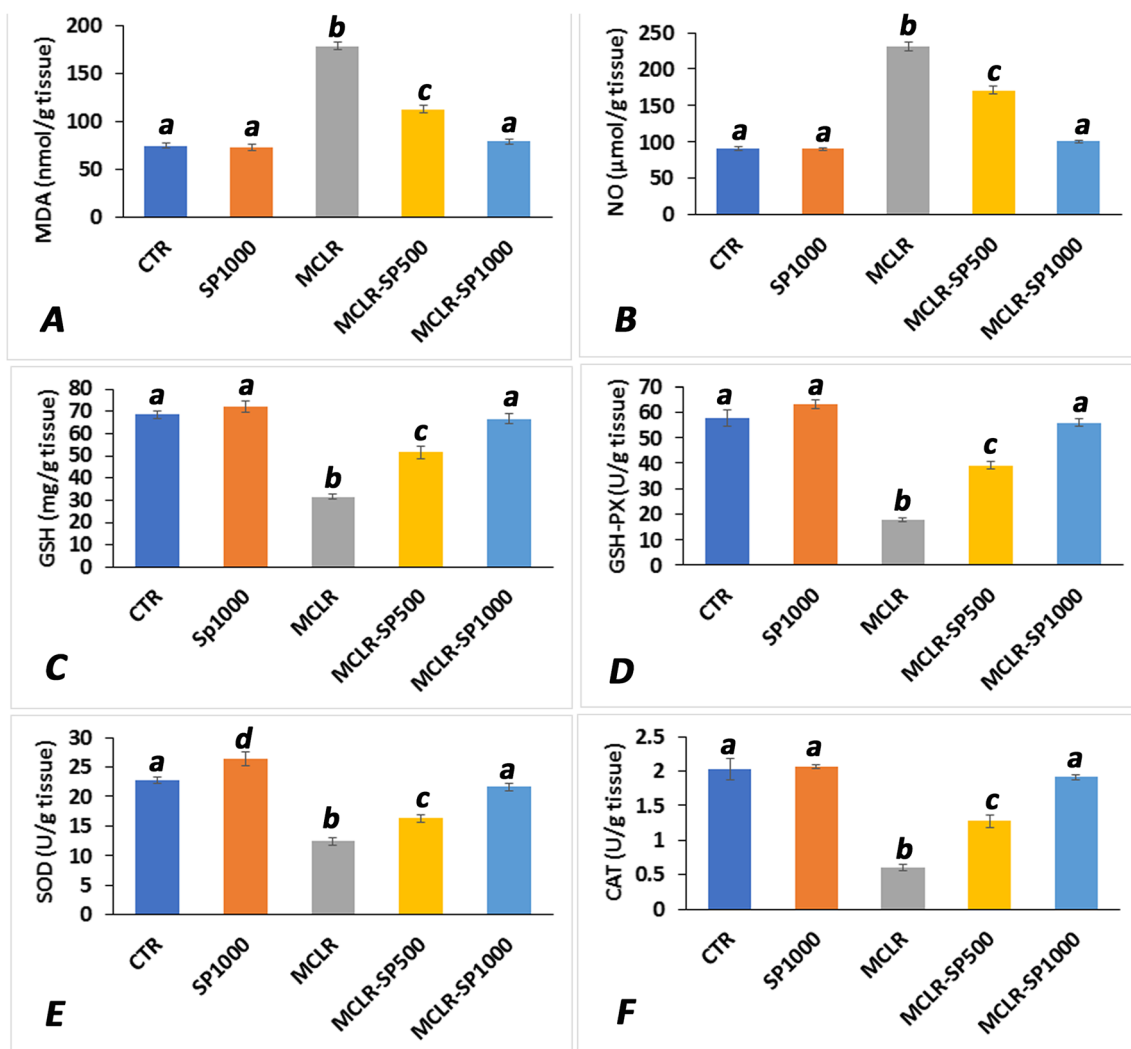 MDA (nmol/g tissue)
200
150
100
50
0
a
a
b
c
a
CTR
SP1000
MCLR
MCLR-SP500
MCLR-SP1000
A
NO (µmol/g tissue)
250
200
150
100
50
0
a
a
b
c
a
CTR
SP1000
MCLR
MCLR-SP500
MCLR-SP1000
B
GSH (mg/g tissue)
80
70
60
50
40
30
20
10
0
a
a
b
c
a
CTR
Sp1000
MCLR
MCLR-SP500
MCLR-SP1000
C
GSH-PX (U/g tissue)
70
60
50
40
30
20
10
0
a
a
b
c
a
CTR
SP1000
MCLR
MCLR-SP500
MCLR-SP1000
D
SOD (U/g tissue)
30
25
20
15
10
5
0
a
d
b
c
a
CTR
SP1000
MCLR
MCLR-SP500
MCLR-SP1000
E
CAT (U/g tissue)
2.5
2
1.5
1
0.5
0
a
a
b
c
a
CTR
SP1000
MCLR
MCLR-SP500
MCLR-SP1000
F